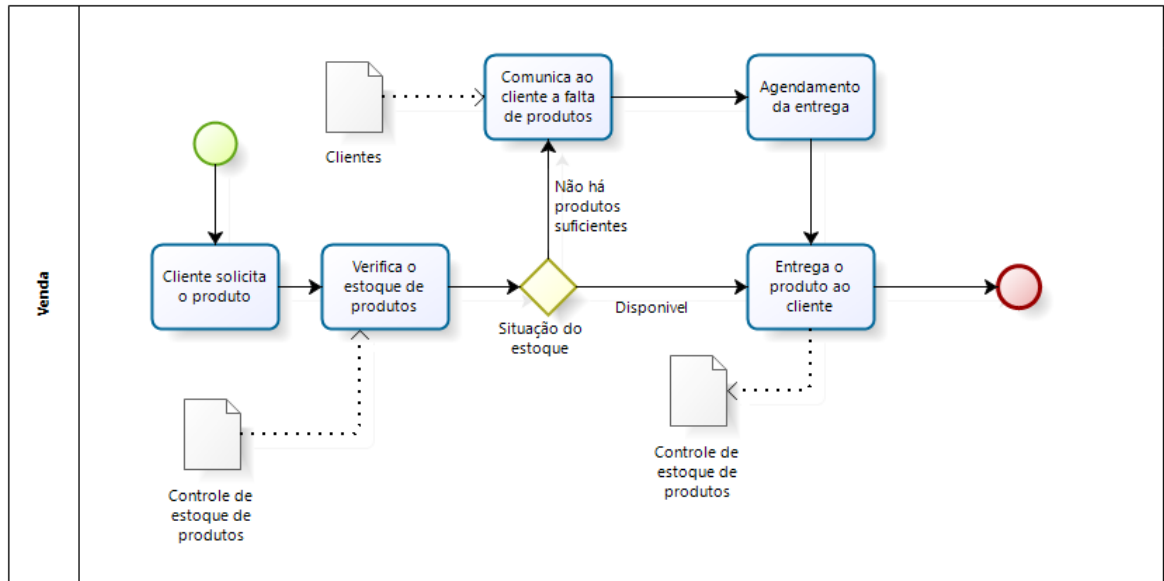 Venda
Comunica ao
cliente a falta
de produtos
Agendamento
da entrega
Clientes
Não há
produtos
suficientes
Cliente solicita
o produto
Verifica o
estoque de
produtos
Situação do
estoque
Disponivel
Entrega o
produto ao
cliente
Controle de
estoque de
produtos
Controle de
estoque de
produtos